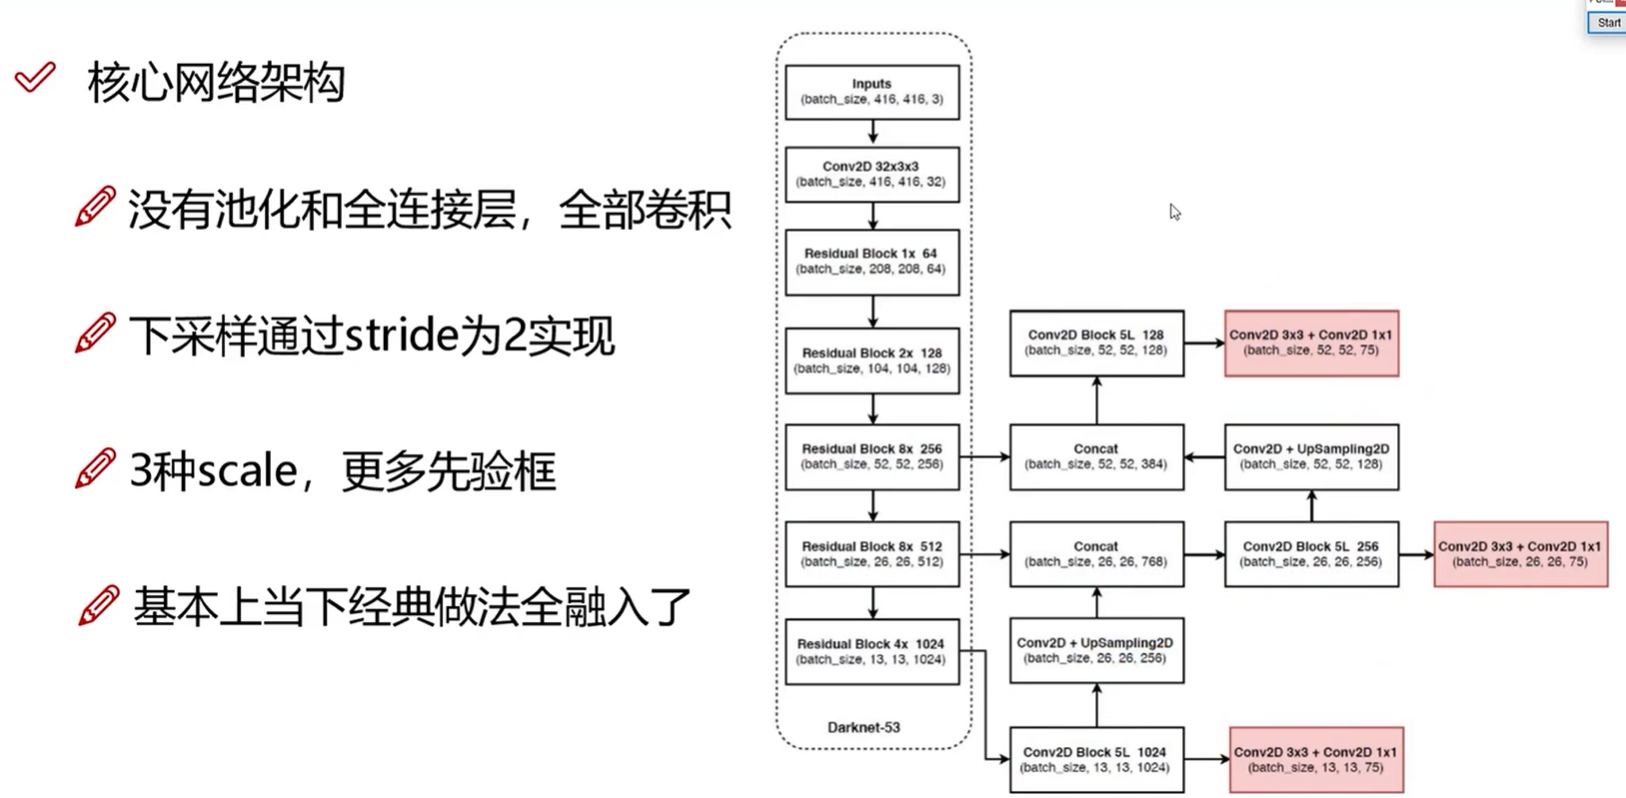 Start
核心网络架构
没有池化和全连接层，全部卷积
下采样通过stride为2实现
3种scale，更多先验框
基本上当下经典做法全融入了
Inputs
(batch_size, 416, 416, 3)
Conv2D 32x3x3
(batch_size, 416, 416, 32)
Residual Block 1x 64
(batch_size, 208, 208, 64)
Residual Block 2x 128
(batch_size, 104, 104, 128)
Residual Block 8x 256
(batch_size, 52, 52, 256)
Residual Block 8x 512
(batch_size, 26, 26, 512)
Residual Block 4x 1024
(batch_size, 13, 13, 1024)
Darknet-53
Conv2D Block 5L 128
(batch_size, 52, 52, 128)
Conv2D 3x3 + Conv2D 1x1
(batch_size, 52, 52, 75)
Concat
(batch_size, 52, 52, 384)
Conv2D + UpSampling2D
(batch_size, 52, 52, 128)
Concat
(batch_size, 26, 26, 768)
Conv2D Block 5L 256
(batch_size, 26, 26, 256)
Conv2D 3x3 + Conv2D 1x1
(batch_size, 26, 26, 75)
Conv2D + UpSampling2D
(batch_size, 26, 26, 256)
Conv2D Block 5L 1024
(batch_size, 13, 13, 1024)
Conv2D 3x3 + Conv2D 1x1
(batch_size, 13, 13, 75)